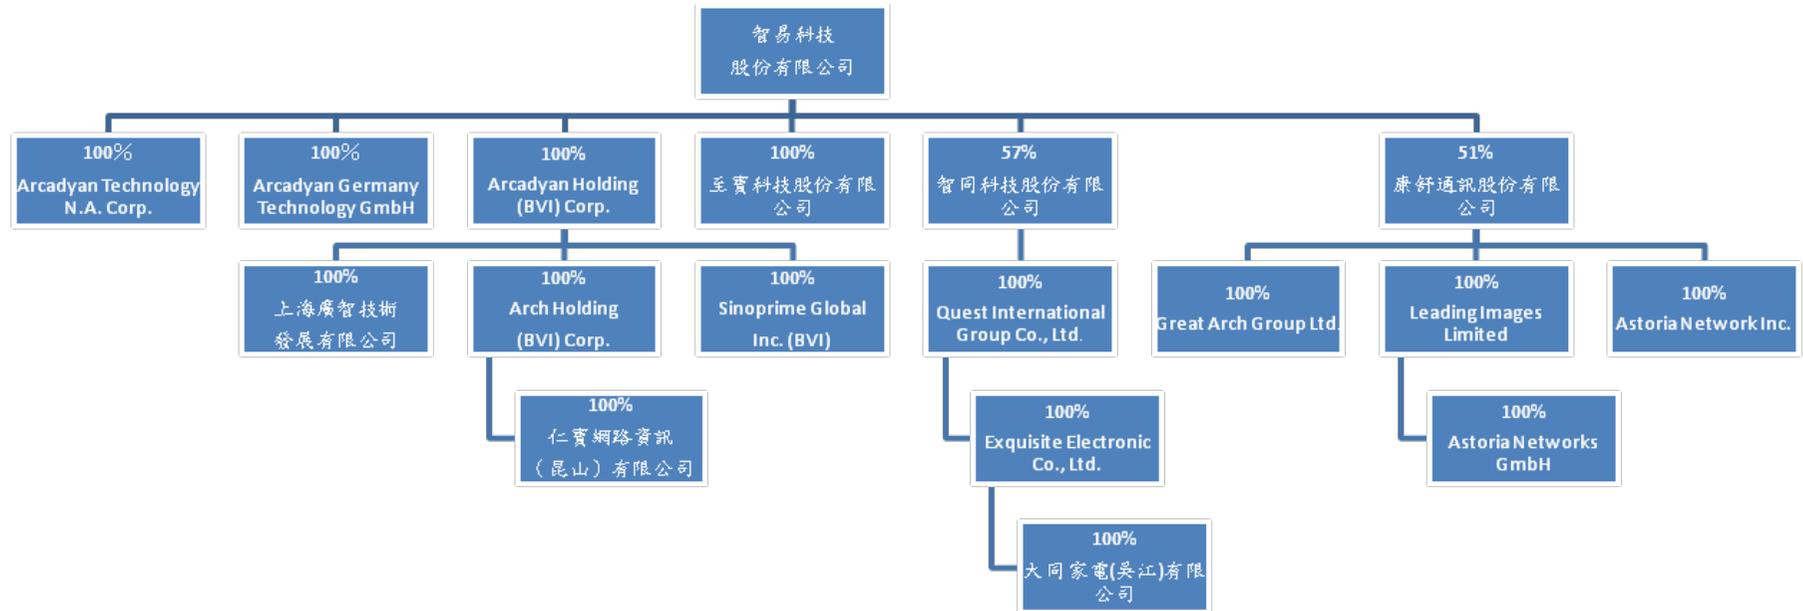 智易科技
股份有限公司
100%
Arcadyan Technology
N.A. Corp.
100%
Arcadyan Germany
Technology GmbH
100%
Arcadyan Holding
(BVI) Corp.
100%
至寶科技股份有限
公司
57%
智同科技股份有限
公司
51%
康舒通訊股份有限
公司
100%
上海廣智技術
發展有限公司
100%
Arch Holding
(BVI) Corp.
100%
Sinoprime Global
Inc. (BVI)
100%
Quest International
Group Co., Ltd.
100%
Great Arch Group Ltd.
100%
Leading Images
Limited
100%
Astoria Network Inc.
100%
仁寶網路資訊
（昆山）有限公司
100%
Exquisite Electronic
Co., Ltd.
100%
Astoria Networks
GmbH
100%
大同家電(吳江)有限
公司